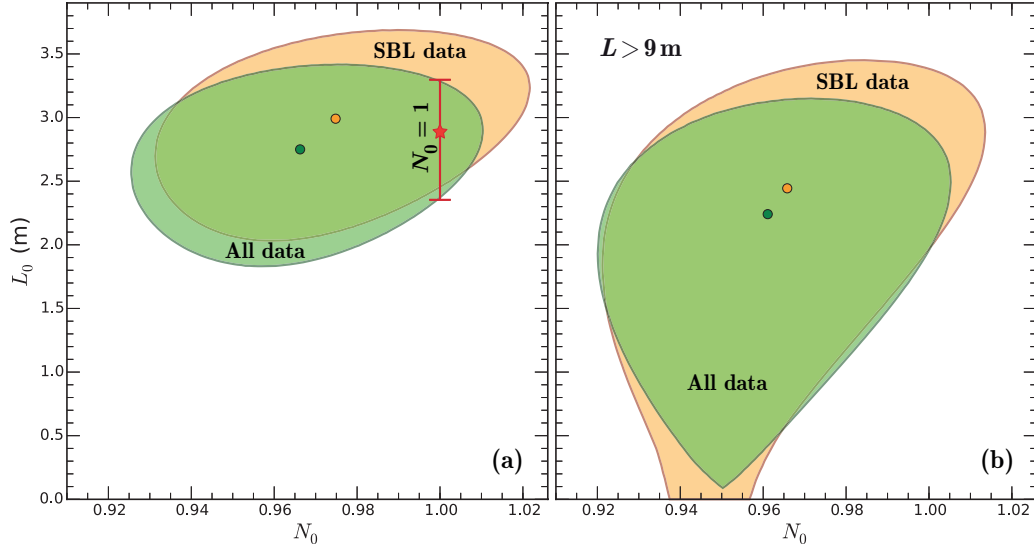 3.5
3.0
2.5
2.0
1.5
1.0
0.5
0.0
L₀ (m)
SBL data
N₀ = 1
All data
(a)
0.92 0.94 0.96 0.98 1.00 1.02
N₀
L > 9 m
SBL data
All data
(b)
0.92 0.94 0.96 0.98 1.00 1.02
N₀